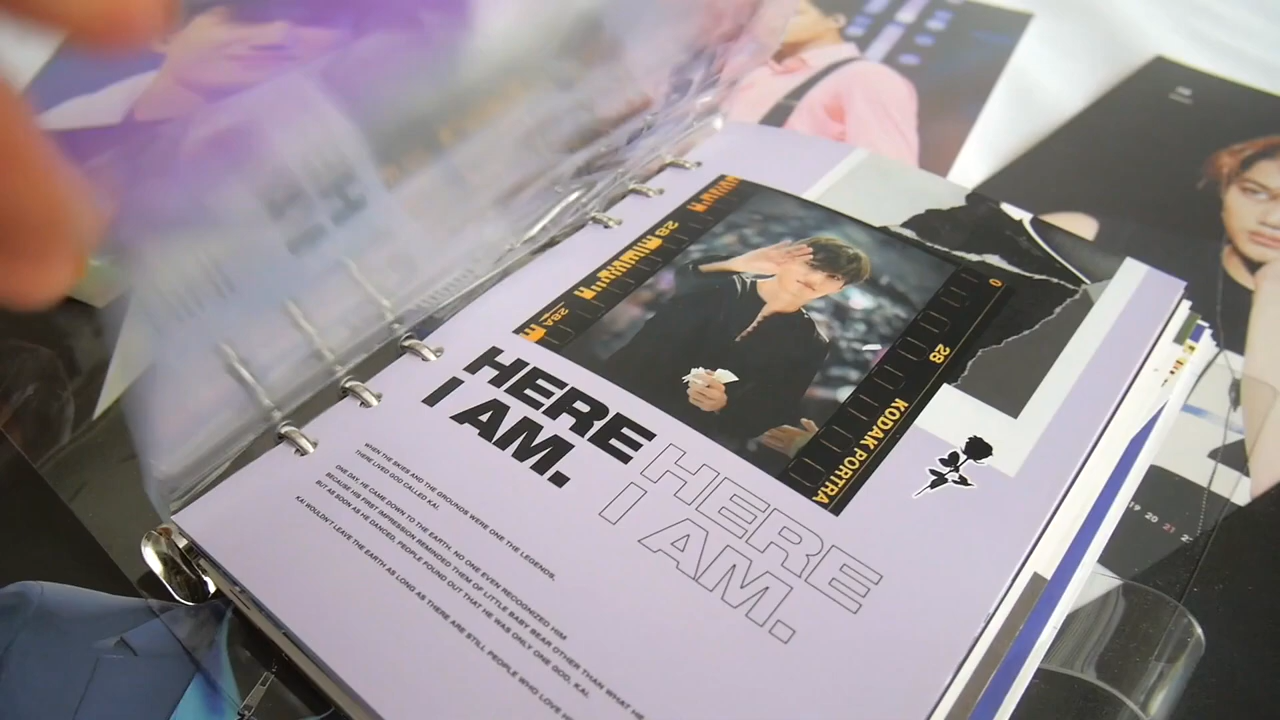 28A
28
HERE
I AM.
HERE
I AM.
0
28
KODAK PORTRA
WHEN THE SKIES AND THE GROUNDS WERE ONE THE LEGENDS,
THERE LIVED GOD CALLED KAI.
ONE DAY, HE CAME DOWN TO THE EARTH. NO ONE EVEN RECOGNIZED HIM
BECAUSE HIS FIRST IMPRESSION REMINDED THEM OF LITTLE BABY BEAR OTHER THAN WHAT HE
BUT AS SOON AS HE DANCED, PEOPLE FOUND OUT THAT HE WAS ONLY ONE GOD, KAI.
KAI WOULDN'T LEAVE THE EARTH AS LONG AS THERE ARE STILL PEOPLE WHO LOVE
19 20 21